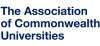 The Association
of Commonwealth
Universities